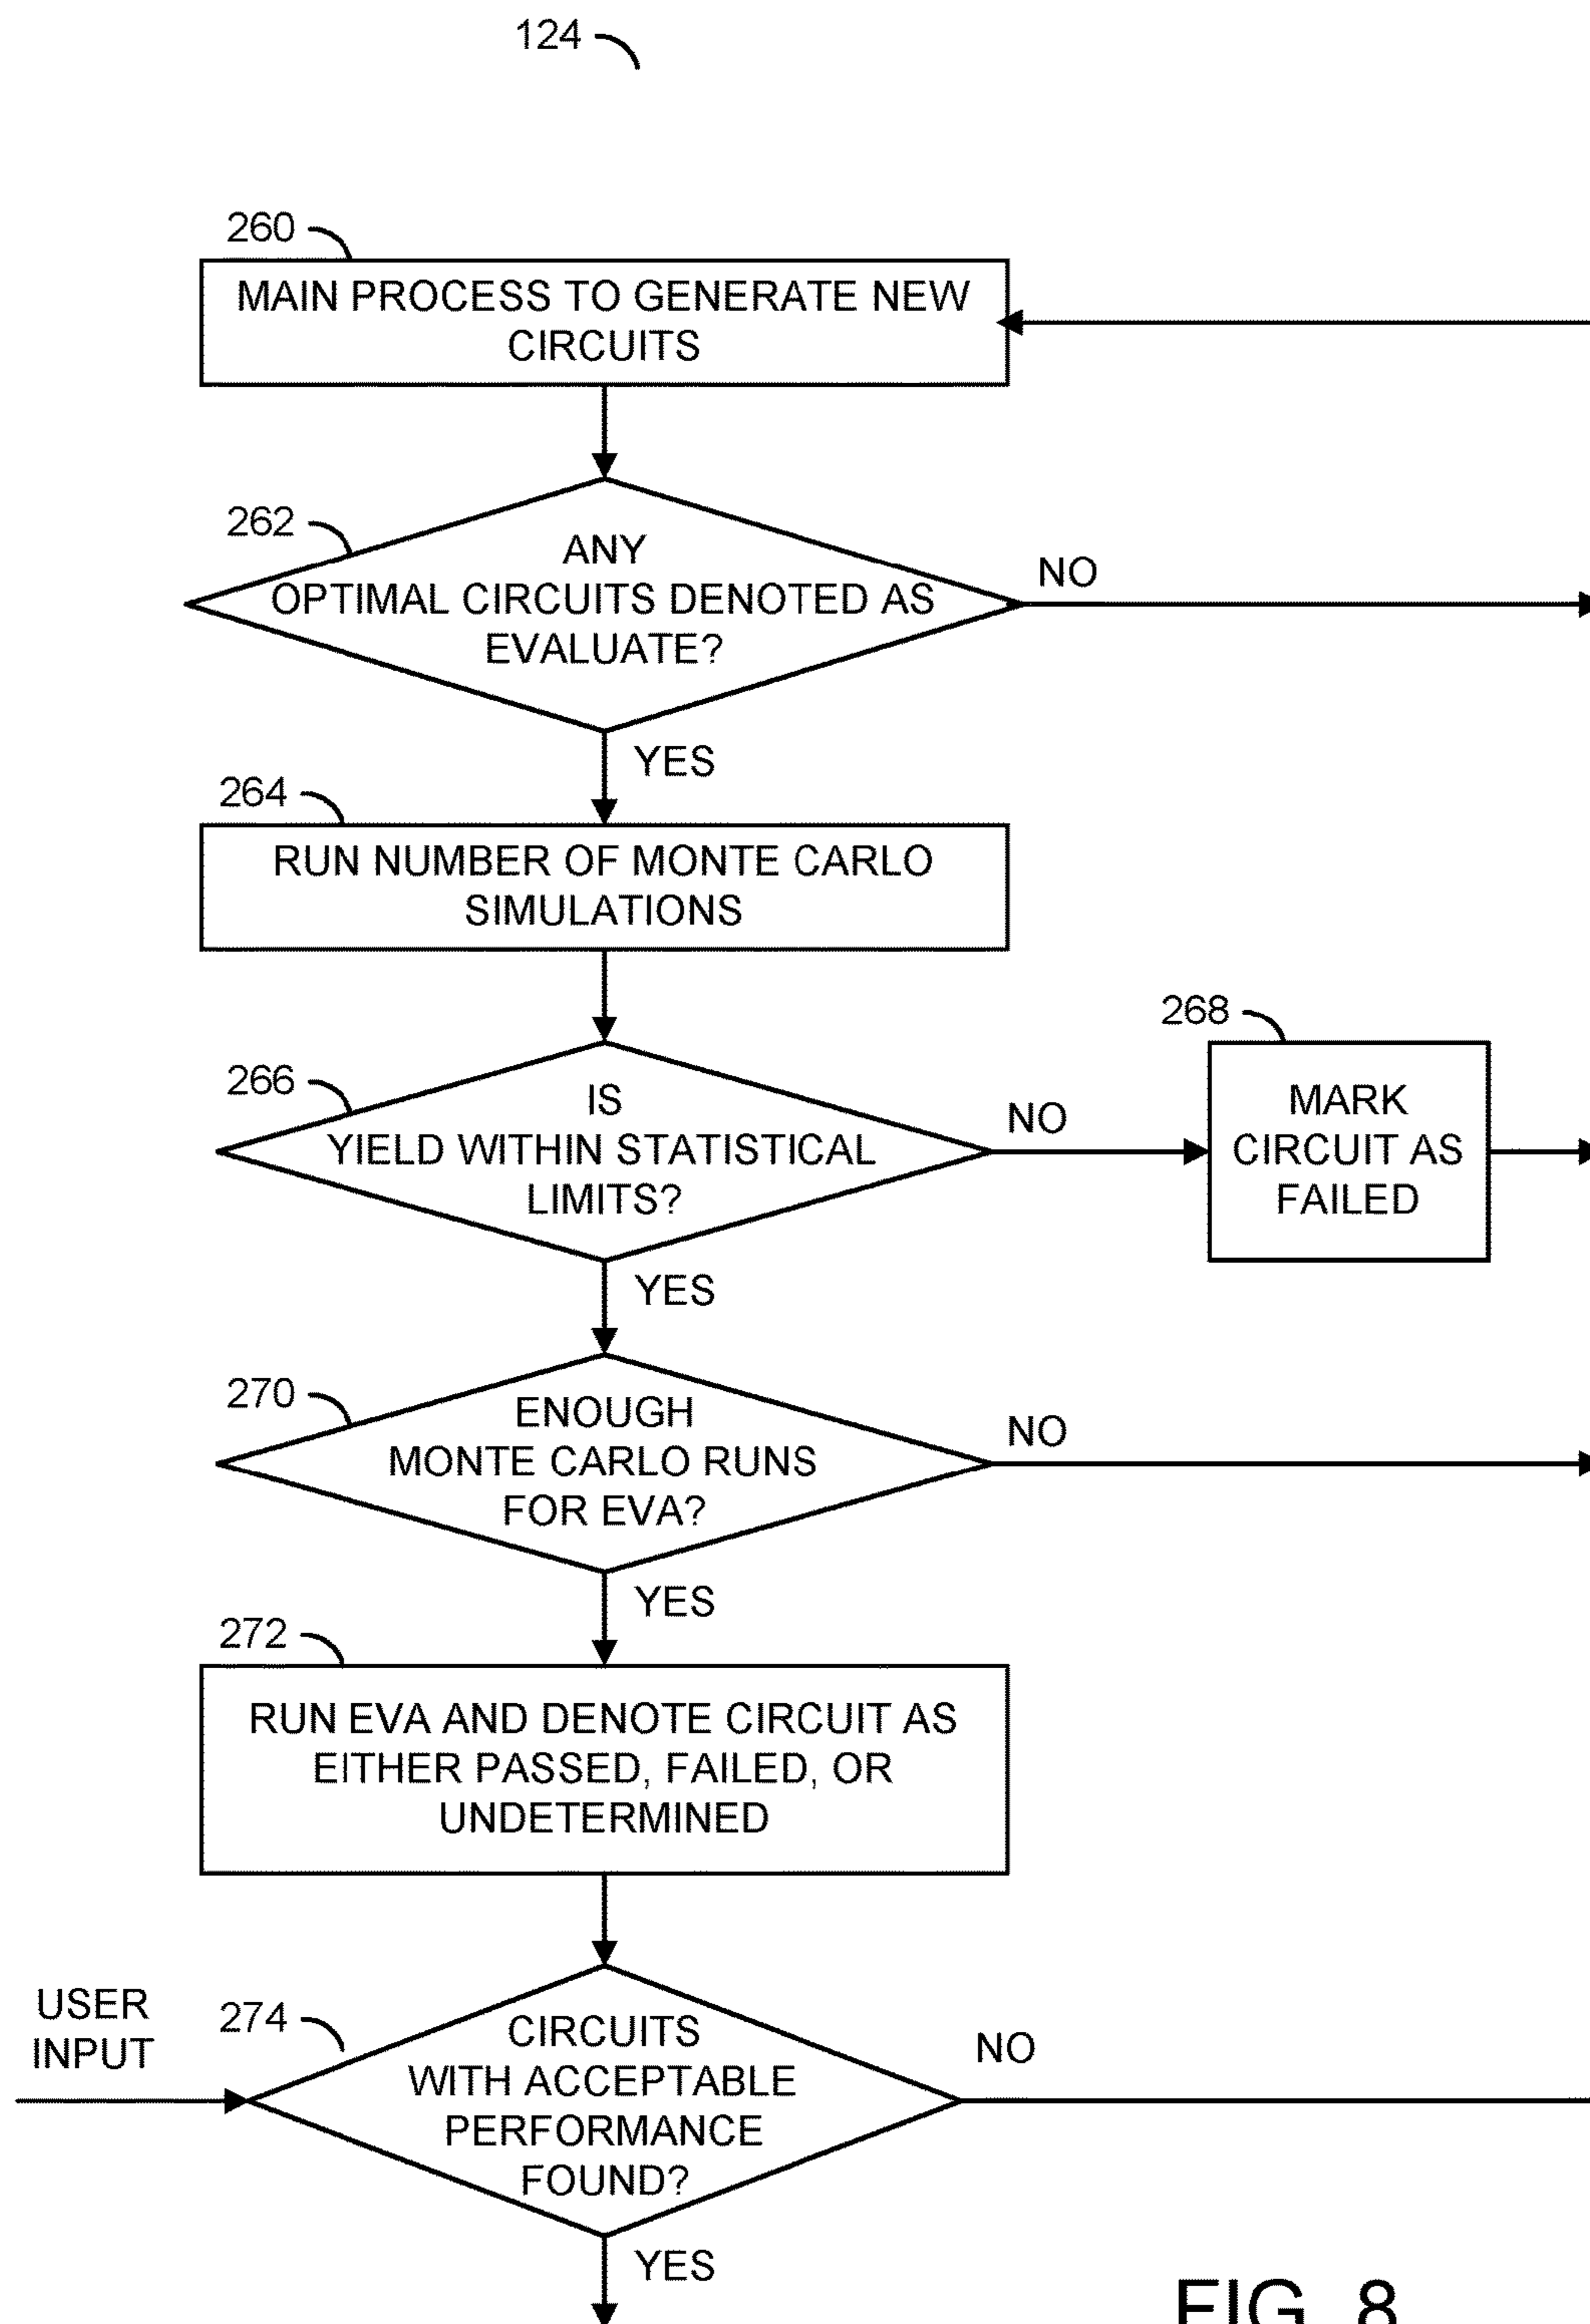 124
260
MAIN PROCESS TO GENERATE NEW
CIRCUITS
262
ANY
OPTIMAL CIRCUITS DENOTED AS
EVALUATE?
NO
YES
264
RUN NUMBER OF MONTE CARLO
SIMULATIONS
266
IS
YIELD WITHIN STATISTICAL
LIMITS?
NO
268
MARK
CIRCUIT AS
FAILED
YES
270
ENOUGH
MONTE CARLO RUNS
FOR EVA?
NO
YES
272
RUN EVA AND DENOTE CIRCUIT AS
EITHER PASSED, FAILED, OR
UNDETERMINED
USER
INPUT
274
CIRCUITS
WITH ACCEPTABLE
PERFORMANCE
FOUND?
NO
YES
FIG. 8